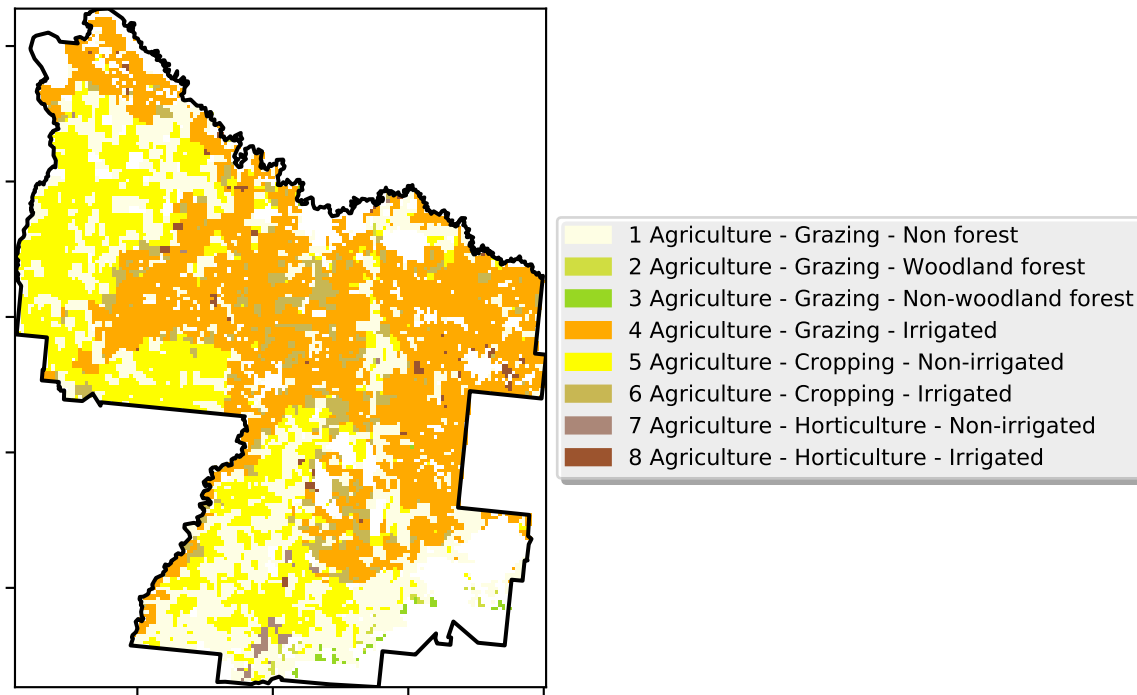 1 Agriculture - Grazing - Non forest
2 Agriculture - Grazing - Woodland forest
3 Agriculture - Grazing - Non-woodland forest
4 Agriculture - Grazing - Irrigated
5 Agriculture - Cropping - Non-irrigated
6 Agriculture - Cropping - Irrigated
7 Agriculture - Horticulture - Non-irrigated
8 Agriculture - Horticulture - Irrigated